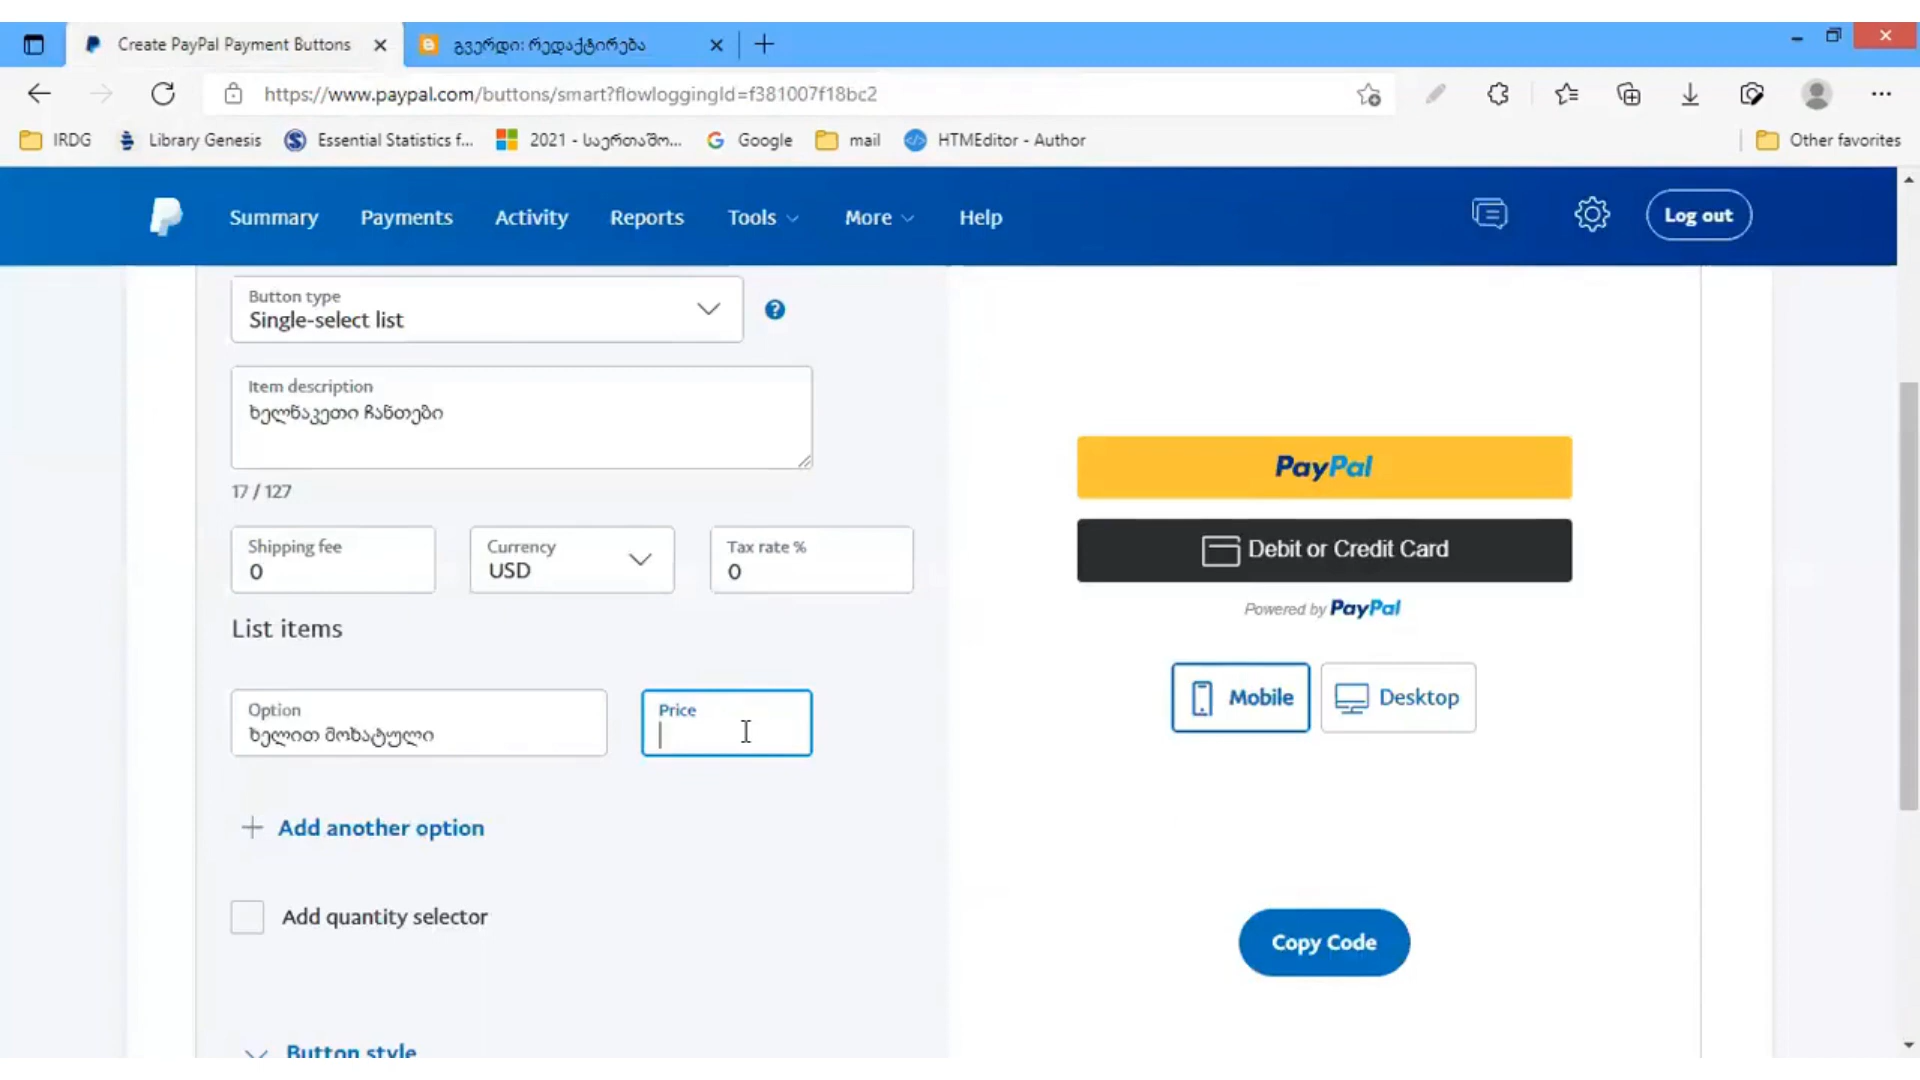 Create PayPal Payment Buttons
გვერდი: რედაქტირება
https://www.paypal.com/buttons/smart?flowloggingId=f381007f18bc2
IRDG
Library Genesis
Essential Statistics f...
2021 - საერთაშო...
Google
mail
HTMEditor - Author
Other favorites
Summary
Payments
Activity
Reports
Tools
More
Help
Log out
Button type
Single-select list
Item description
ხელნაკეთი ჩანთები
17 / 127
Shipping fee
0
Currency
USD
Tax rate %
0
List items
Option
ხელით მოხატული
Price
+ Add another option
Add quantity selector
Button style
PayPal
Debit or Credit Card
Powered by PayPal
Mobile
Desktop
Copy Code